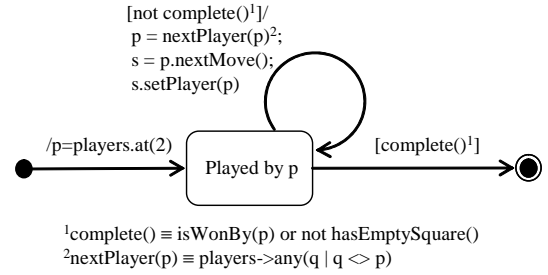 [not complete()¹]/
p = nextPlayer(p)²;
s = p.nextMove();
s.setPlayer(p)
/p=players.at(2)
Played by p
[complete()¹]
¹complete() ≡ isWonBy(p) or not hasEmptySquare()
²nextPlayer(p) ≡ players->any(q | q <> p)